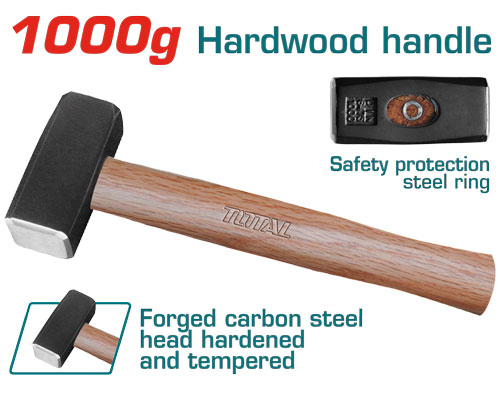 1000g Hardwood handle
Safety protection
steel ring
TOTAL
Forged carbon steel
head hardened
and tempered